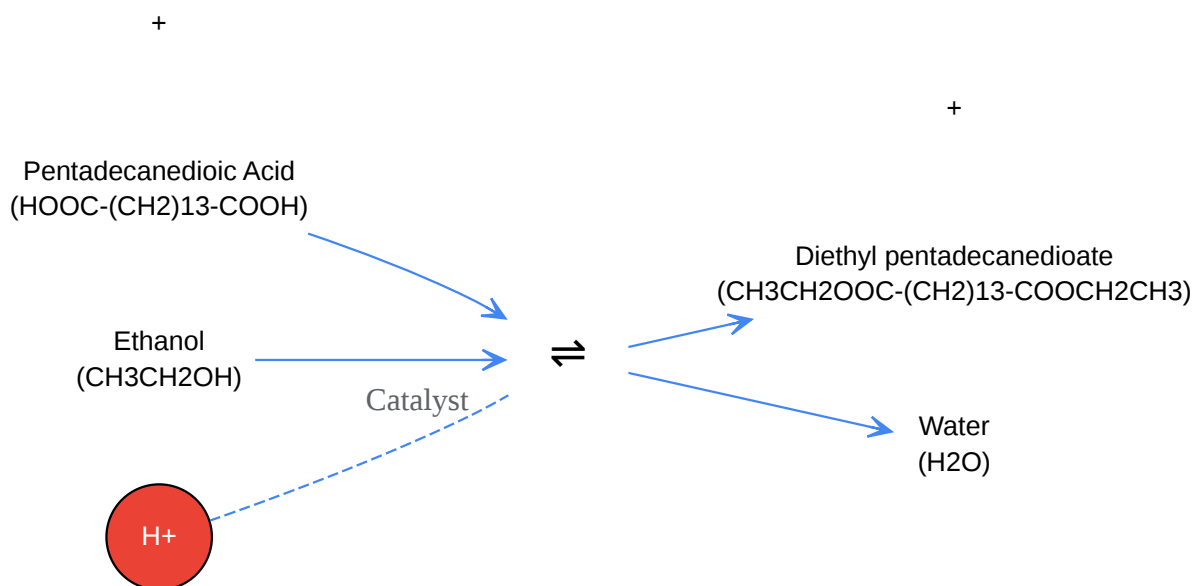 +
+
Pentadecanedioic Acid
(HOOC-(CH2)13-COOH)
Diethyl pentadecanedioate
(CH3CH2OOC-(CH2)13-COOCH2CH3)
Ethanol
(CH3CH2OH)
⇌
Catalyst
Water
(H2O)
H+